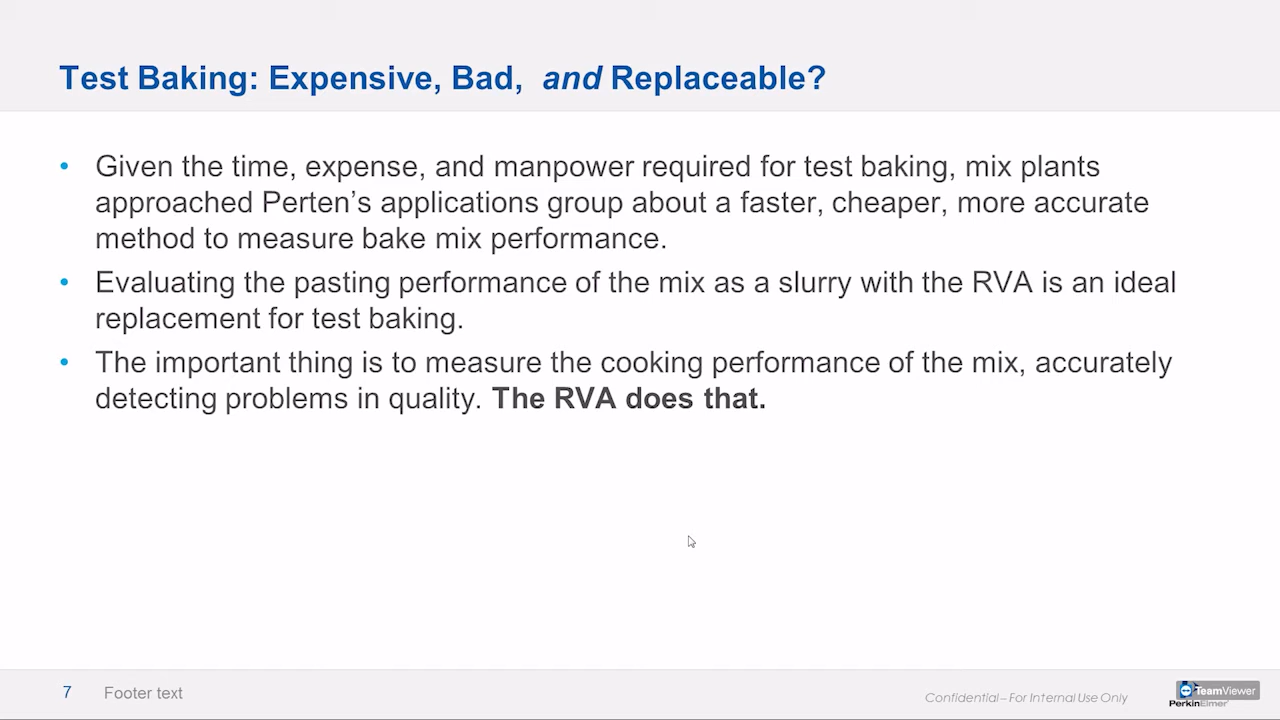 Test Baking: Expensive, Bad, and Replaceable?
• Given the time, expense, and manpower required for test baking, mix plants
approached Perten’s applications group about a faster, cheaper, more accurate
method to measure bake mix performance.
• Evaluating the pasting performance of the mix as a slurry with the RVA is an ideal
replacement for test baking.
• The important thing is to measure the cooking performance of the mix, accurately
detecting problems in quality. The RVA does that.
7 Footer text
Confidential – For Internal Use Only
TeamViewer
PerkinElmer